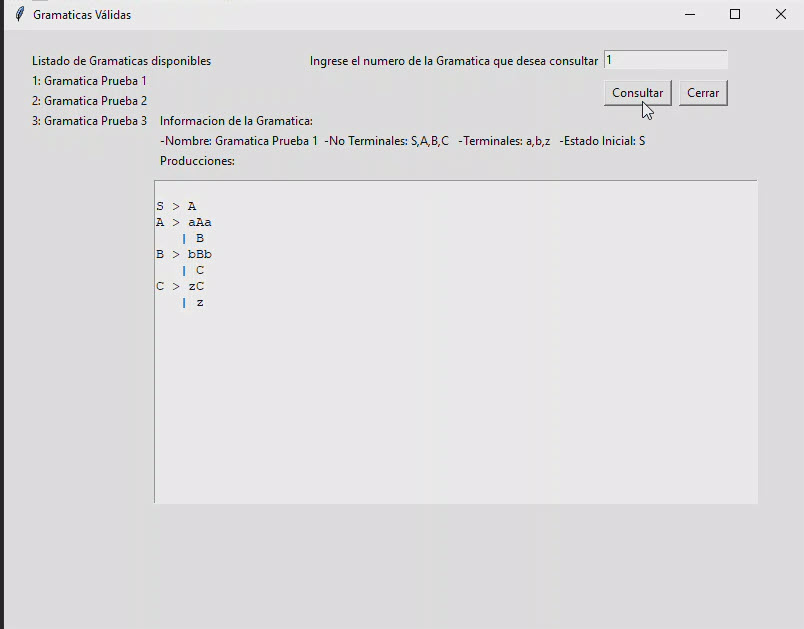 Gramaticas Válidas
Listado de Gramaticas disponibles
Ingrese el numero de la Gramatica que desea consultar 1
1: Gramatica Prueba 1
Consultar Cerrar
2: Gramatica Prueba 2
3: Gramatica Prueba 3
Informacion de la Gramatica:
-Nombre: Gramatica Prueba 1 -No Terminales: S,A,B,C -Terminales: a,b,z -Estado Inicial: S
Producciones:
S > A
A > aAa
| B
B > bBb
| C
C > zC
| z